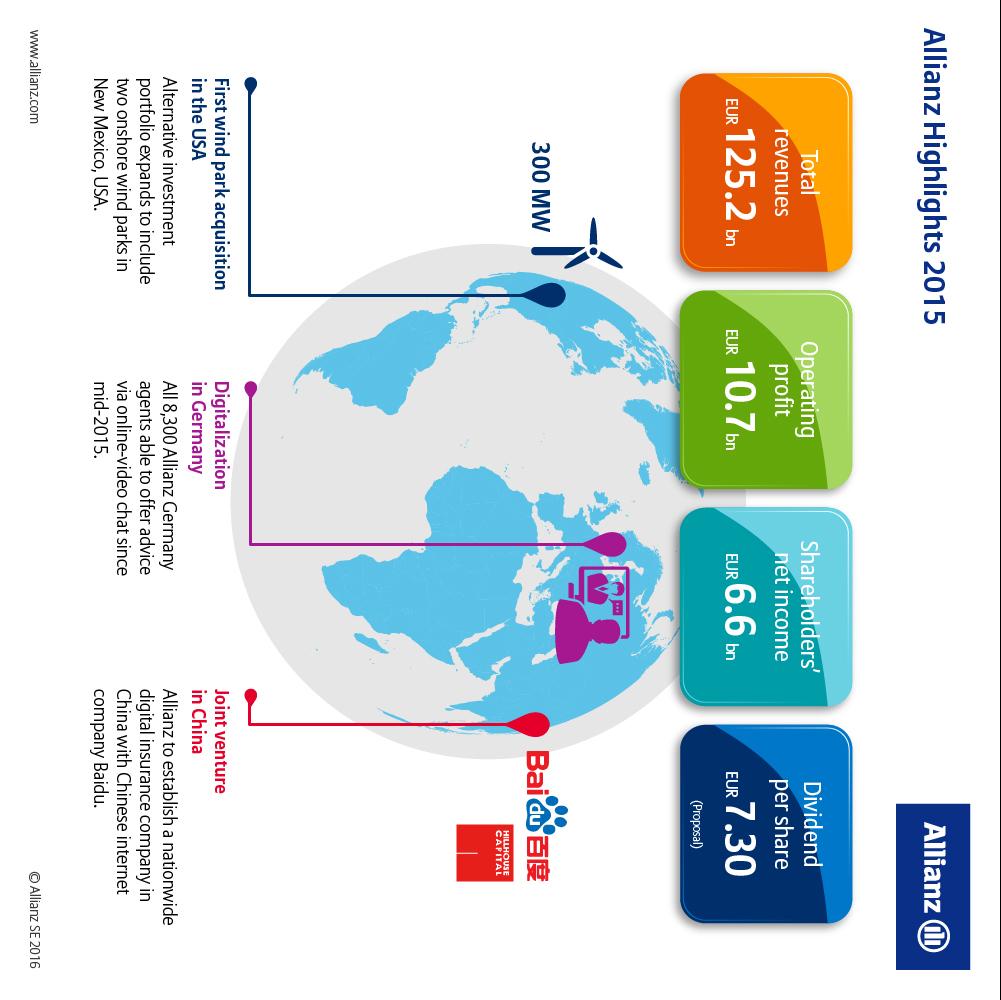 Allianz Highlights 2015
Allianz
Total
revenues
EUR 125.2 bn
Operating
profit
EUR 10.7 bn
Shareholders'
net income
EUR 6.6 bn
Dividend
per share
EUR 7.30
(Proposal)
300 MW
Bai du 百度
HILLHOUSE
CAPITAL
First wind park acquisition
in the USA
Alternative investment
portfolio expands to include
two onshore wind parks in
New Mexico, USA.
Digitalization
in Germany
All 8,300 Allianz Germany
agents able to offer advice
via online-video chat since
mid-2015.
Joint venture
in China
Allianz to establish a nationwide
digital insurance company in
China with Chinese internet
company Baidu.
www.allianz.com
© Allianz SE 2016